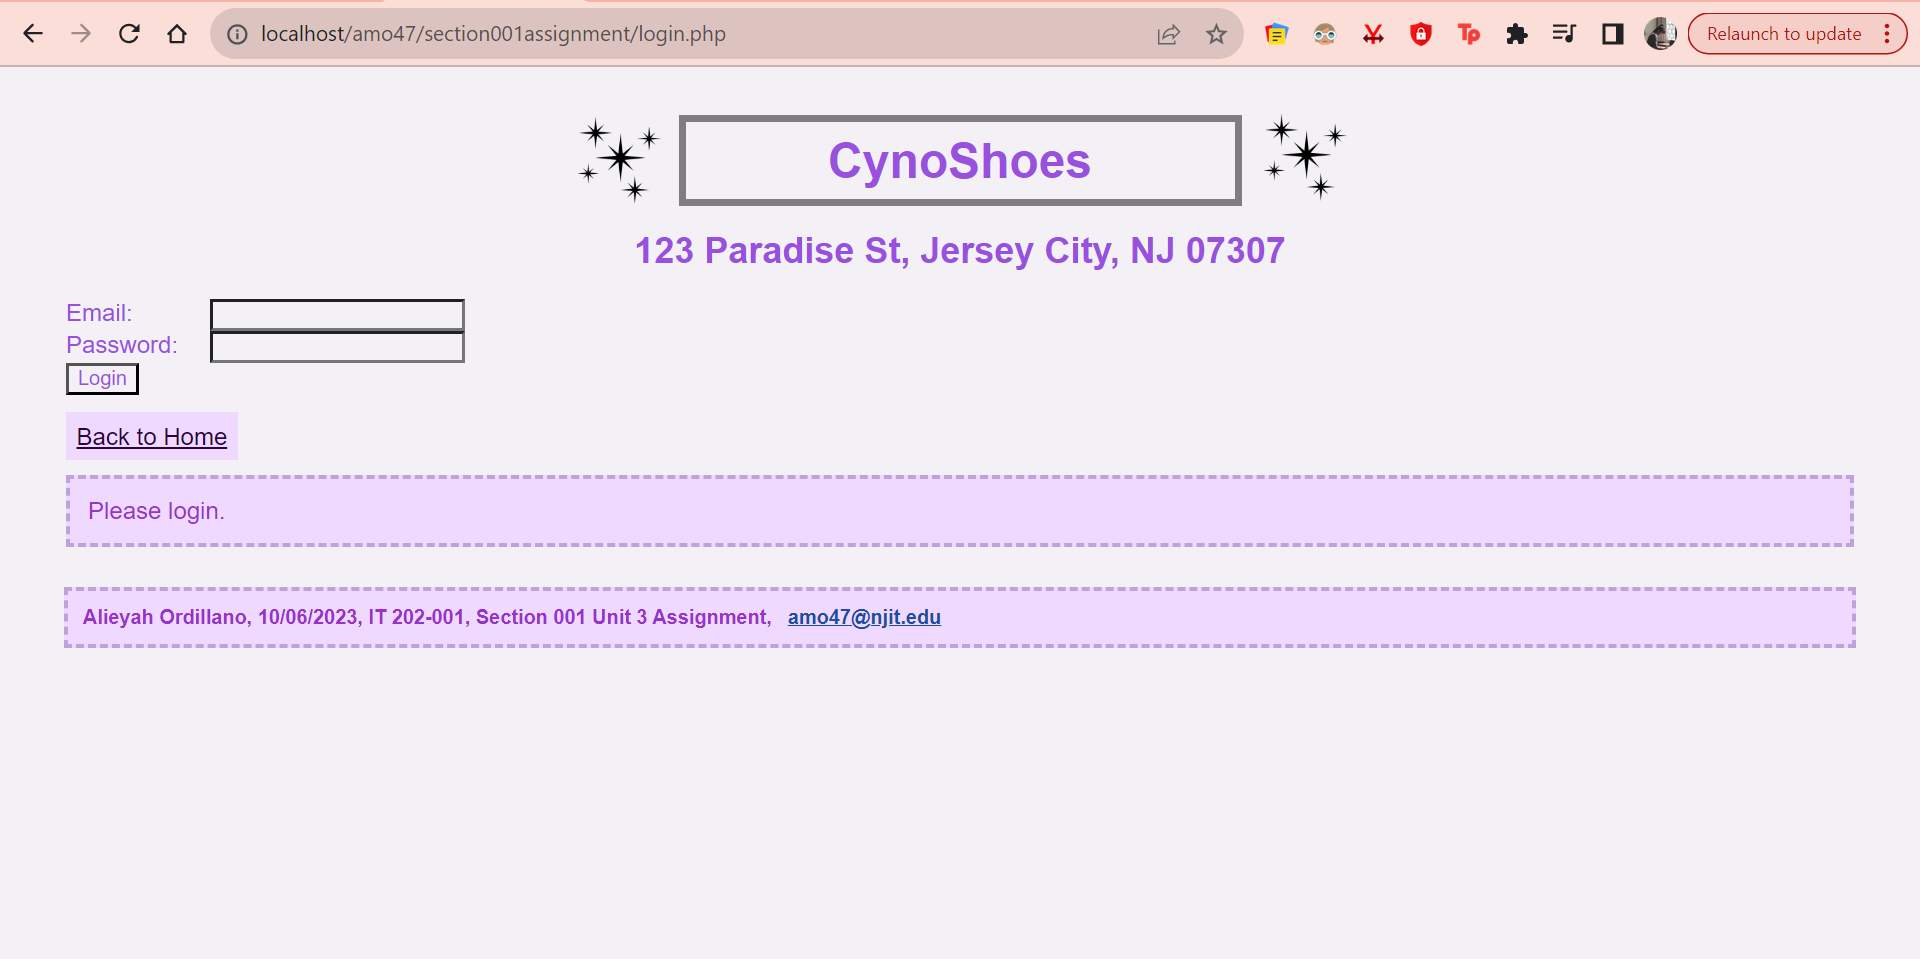 localhost/amo47/section001assignment/login.php
Tp
Relaunch to update
CynoShoes
123 Paradise St, Jersey City, NJ 07307
Email:
Password:
Login
Back to Home
Please login.
Alieyah Ordillano, 10/06/2023, IT 202-001, Section 001 Unit 3 Assignment, amo47@njit.edu